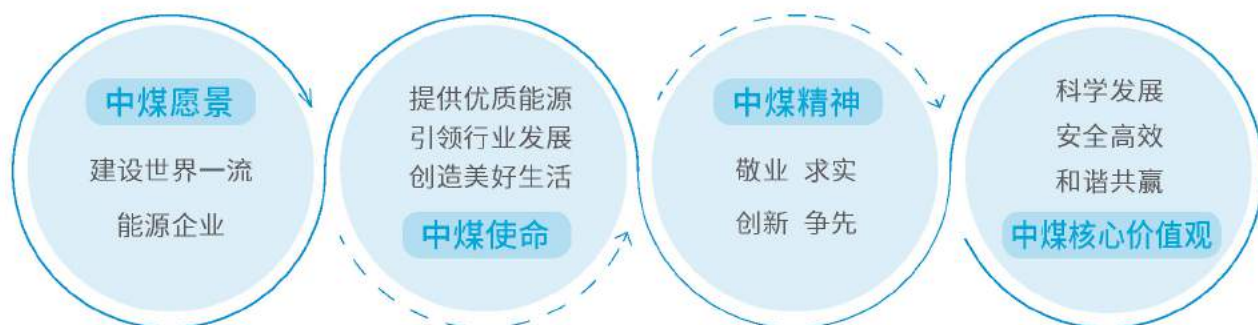 中煤愿景
建设世界一流
能源企业
提供优质能源
引领行业发展
创造美好生活
中煤使命
中煤精神
敬业 求实
创新 争先
科学发展
安全高效
和谐共赢
中煤核心价值观